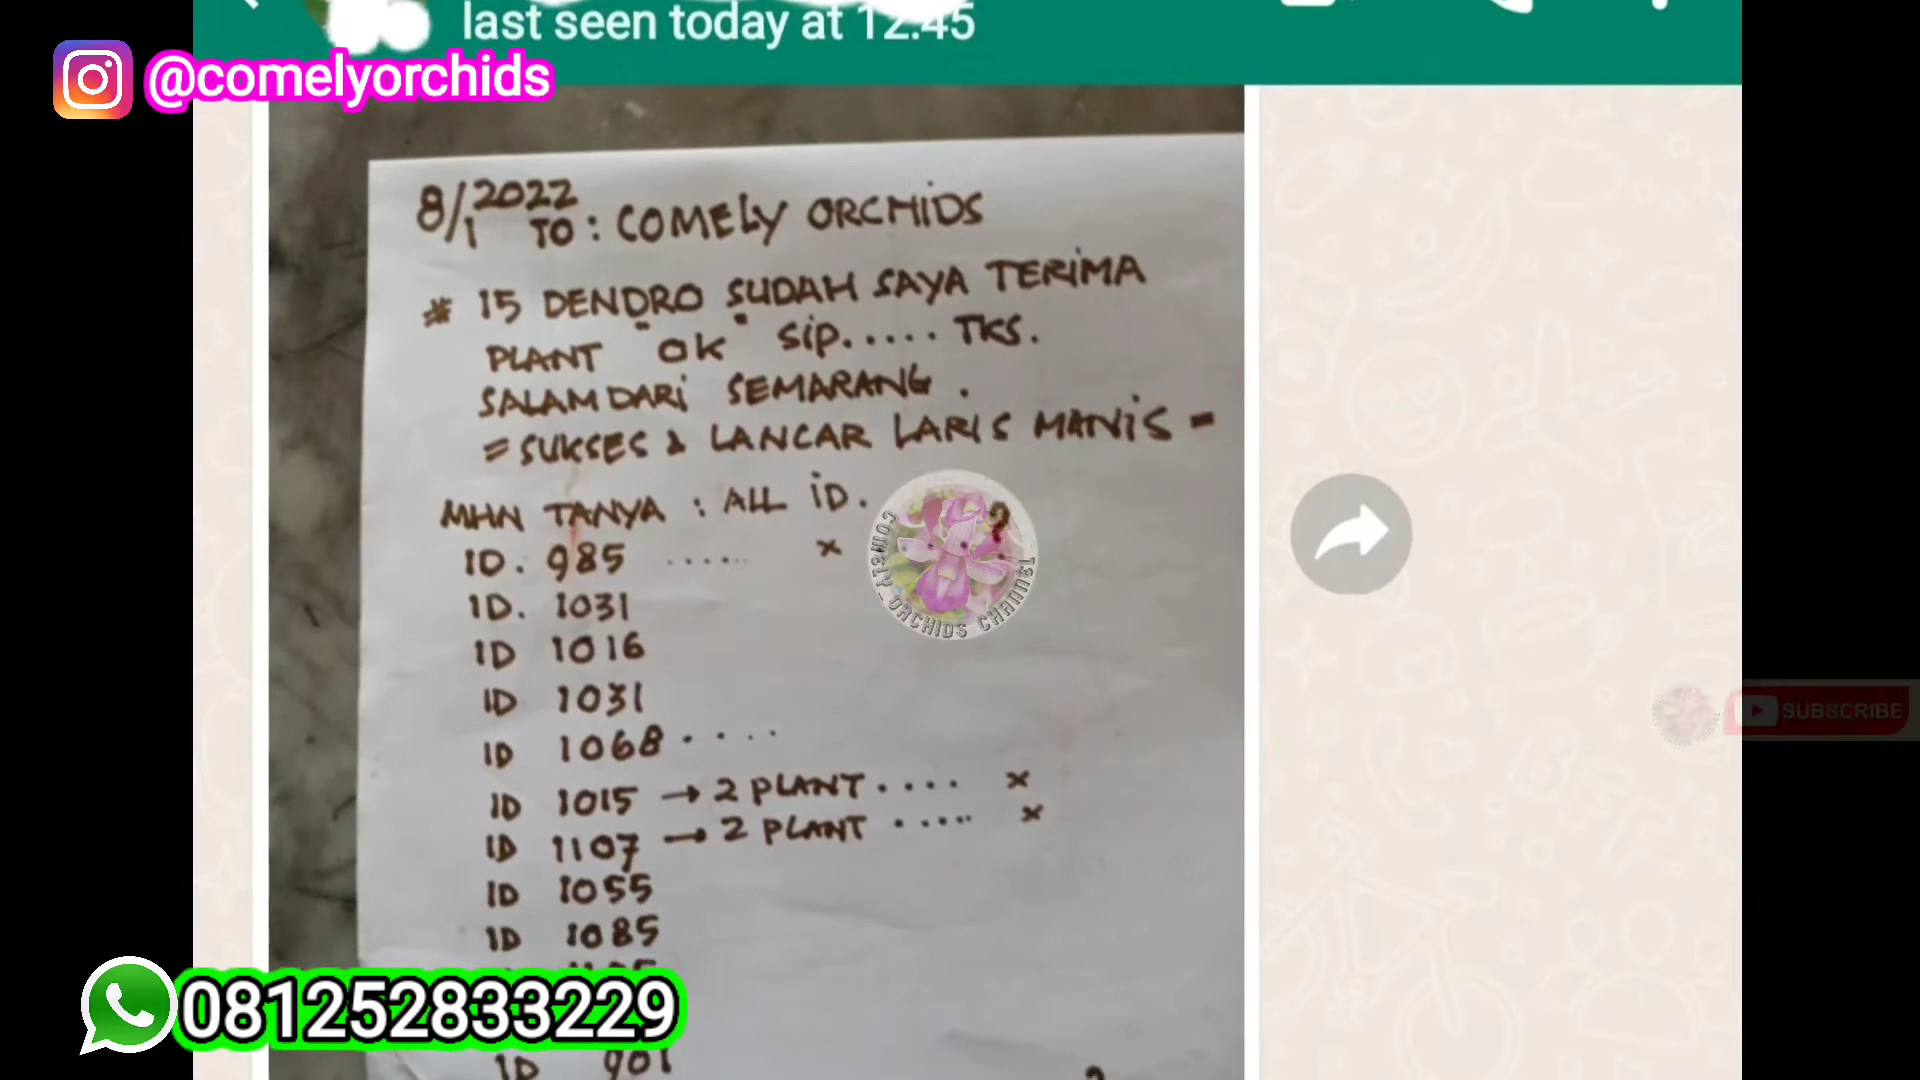 last seen today at 12.45
@comelyorchids
8/1 2022
TO : COMELY ORCHIDS
* 15 DENDRO SUDAH SAYA TERIMA
PLANT "OK" SIP..... TKS.
SALAM DARI SEMARANG .
= SUKSES & LANCAR LARIS MANIS =
MHN TANYA : ALL ID. ?
ID . 985 ...... x
ID. 1031
ID 1016
ID 1031
ID 1068 . . . .
ID 1015 → 2 PLANT .... x
ID 1107 → 2 PLANT ..... x
ID 1055
ID 1085
ID 901
COMELY_ORCHIDS CHANNEL
SUBSCRIBE
081252833229